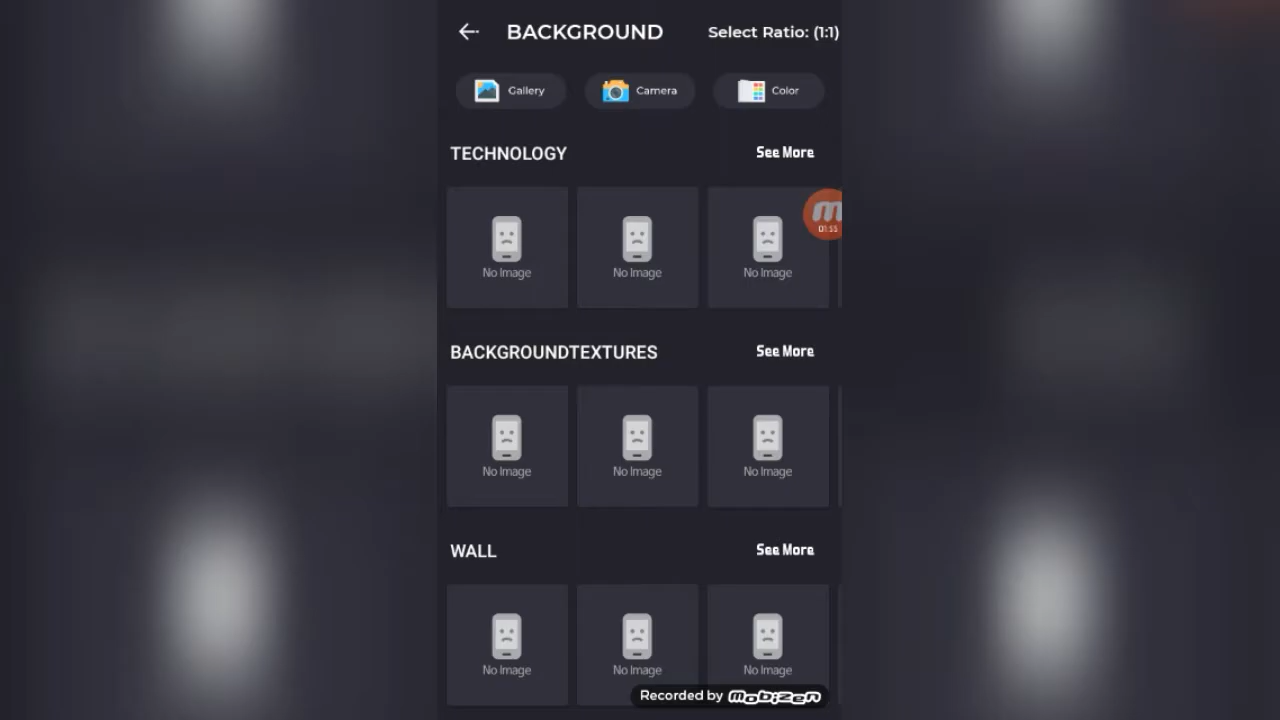 BACKGROUND Select Ratio: (1:1)
Gallery Camera Color
TECHNOLOGY See More
01:55
No Image No Image No Image
BACKGROUNDTEXTURES See More
No Image No Image No Image
WALL See More
No Image No Image No Image
Recorded by mobizen